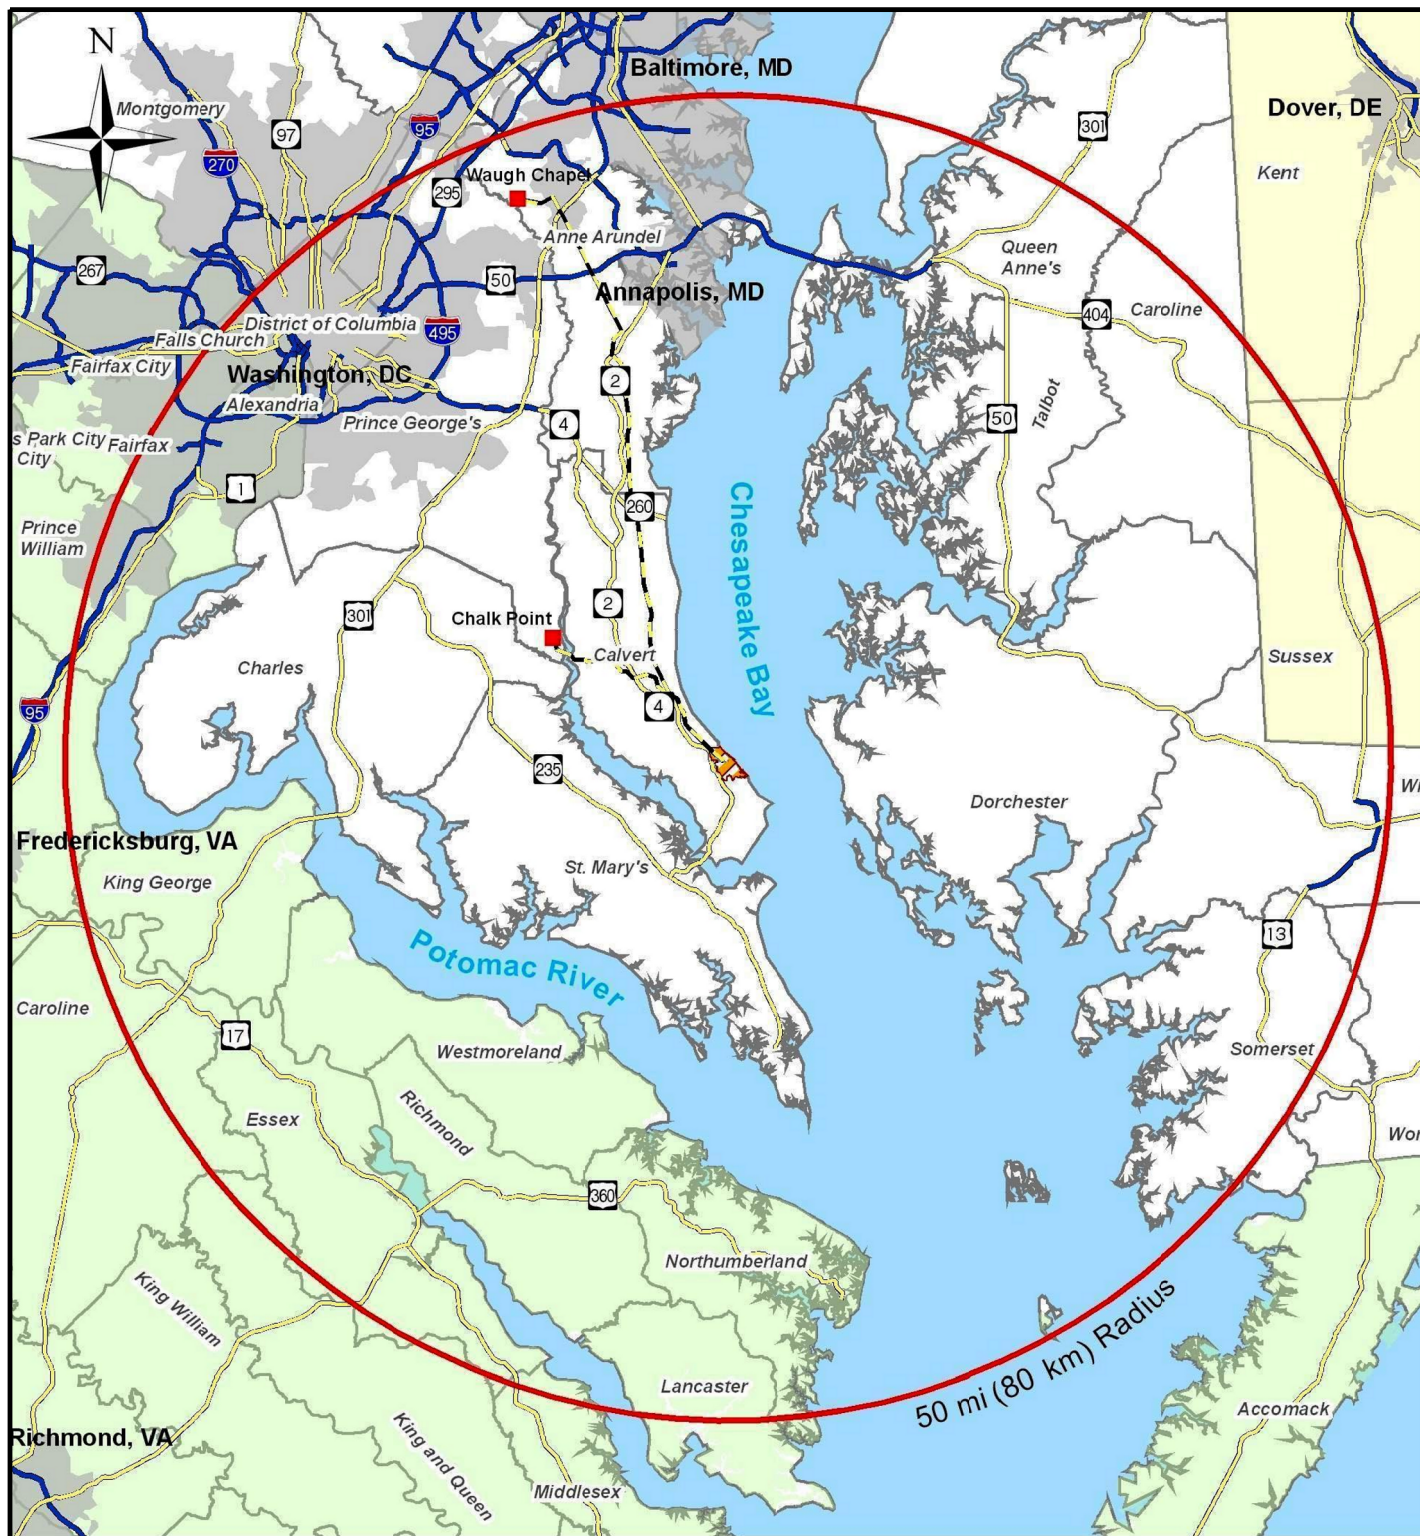 N
Baltimore, MD
Montgomery
97
95
270
301
Dover, DE
Kent
Waugh Chapel
295
Anne Arundel
Queen
Anne's
267
50
Annapolis, MD
404
Caroline
District of Columbia
Falls Church
495
Fairfax City
Washington, DC
2
Alexandria
Prince George's
4
Talbot
50
s Park City
City
Fairfax
1
260
Chesapeake Bay
Prince
William
301
2
Chalk Point
Calvert
Charles
Sussex
4
95
235
Wi
Dorchester
Fredericksburg, VA
King George
St. Mary's
13
Potomac River
Caroline
17
Westmoreland
Somerset
Richmond
Essex
Wor
360
Northumberland
King William
50 mi (80 km) Radius
Lancaster
Accomack
Richmond, VA
King and Queen
Middlesex